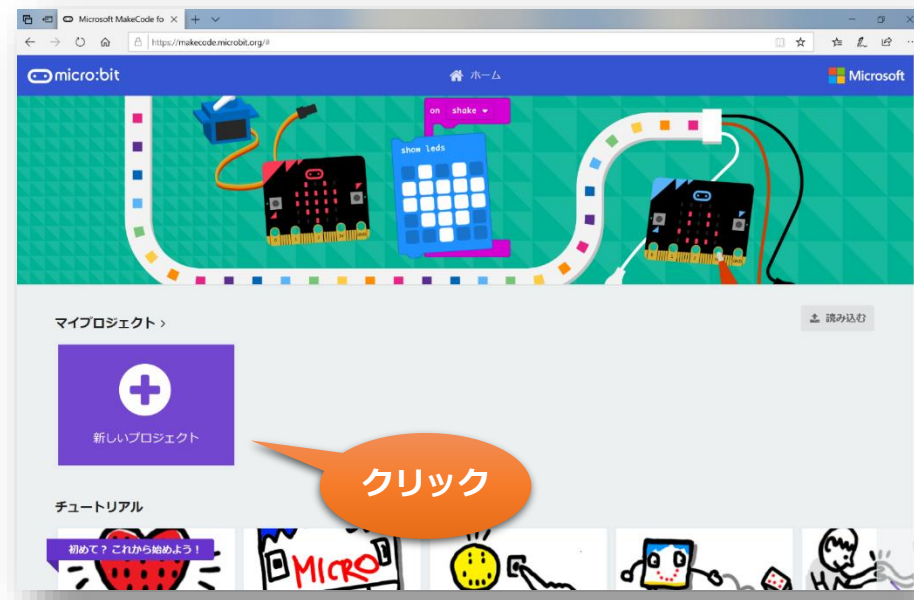 Microsoft MakeCode fo
https://makecode.microbit.org/#
micro:bit
ホーム
Microsoft
on shake
show leds
マイプロジェクト >
読み込む
新しいプロジェクト
クリック
チュートリアル
初めて？これから始めよう！
MICRO